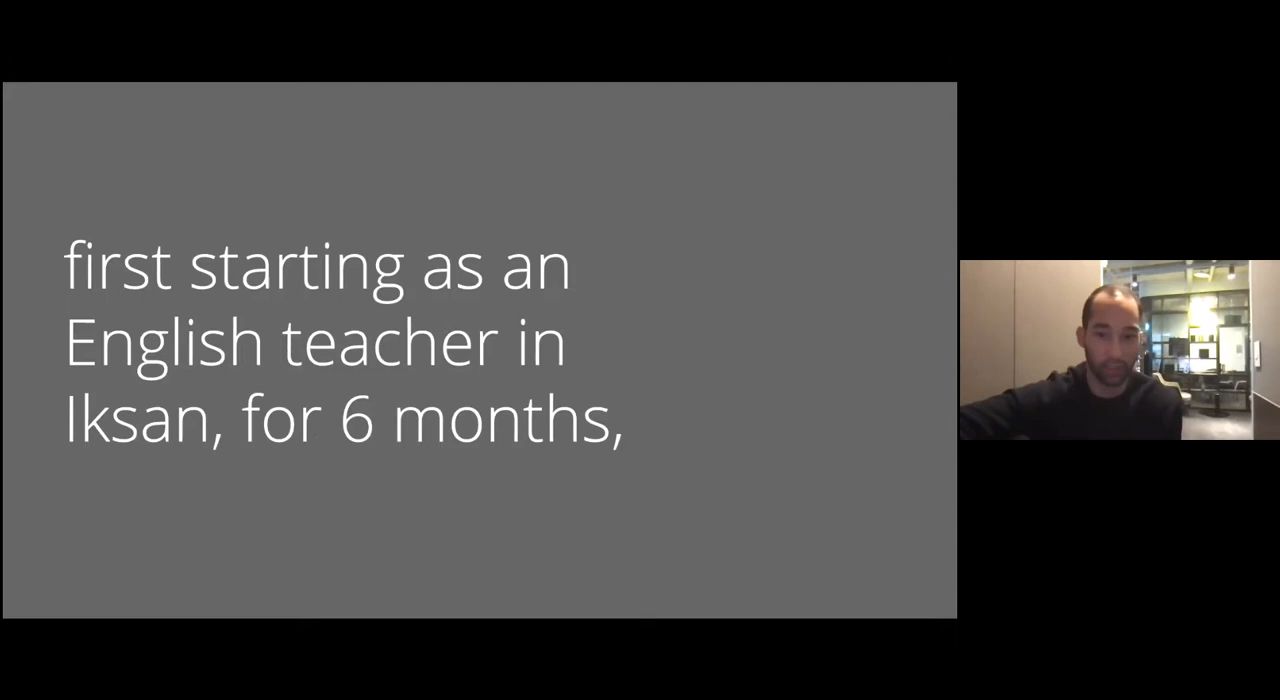 first starting as an
English teacher in
Iksan, for 6 months,